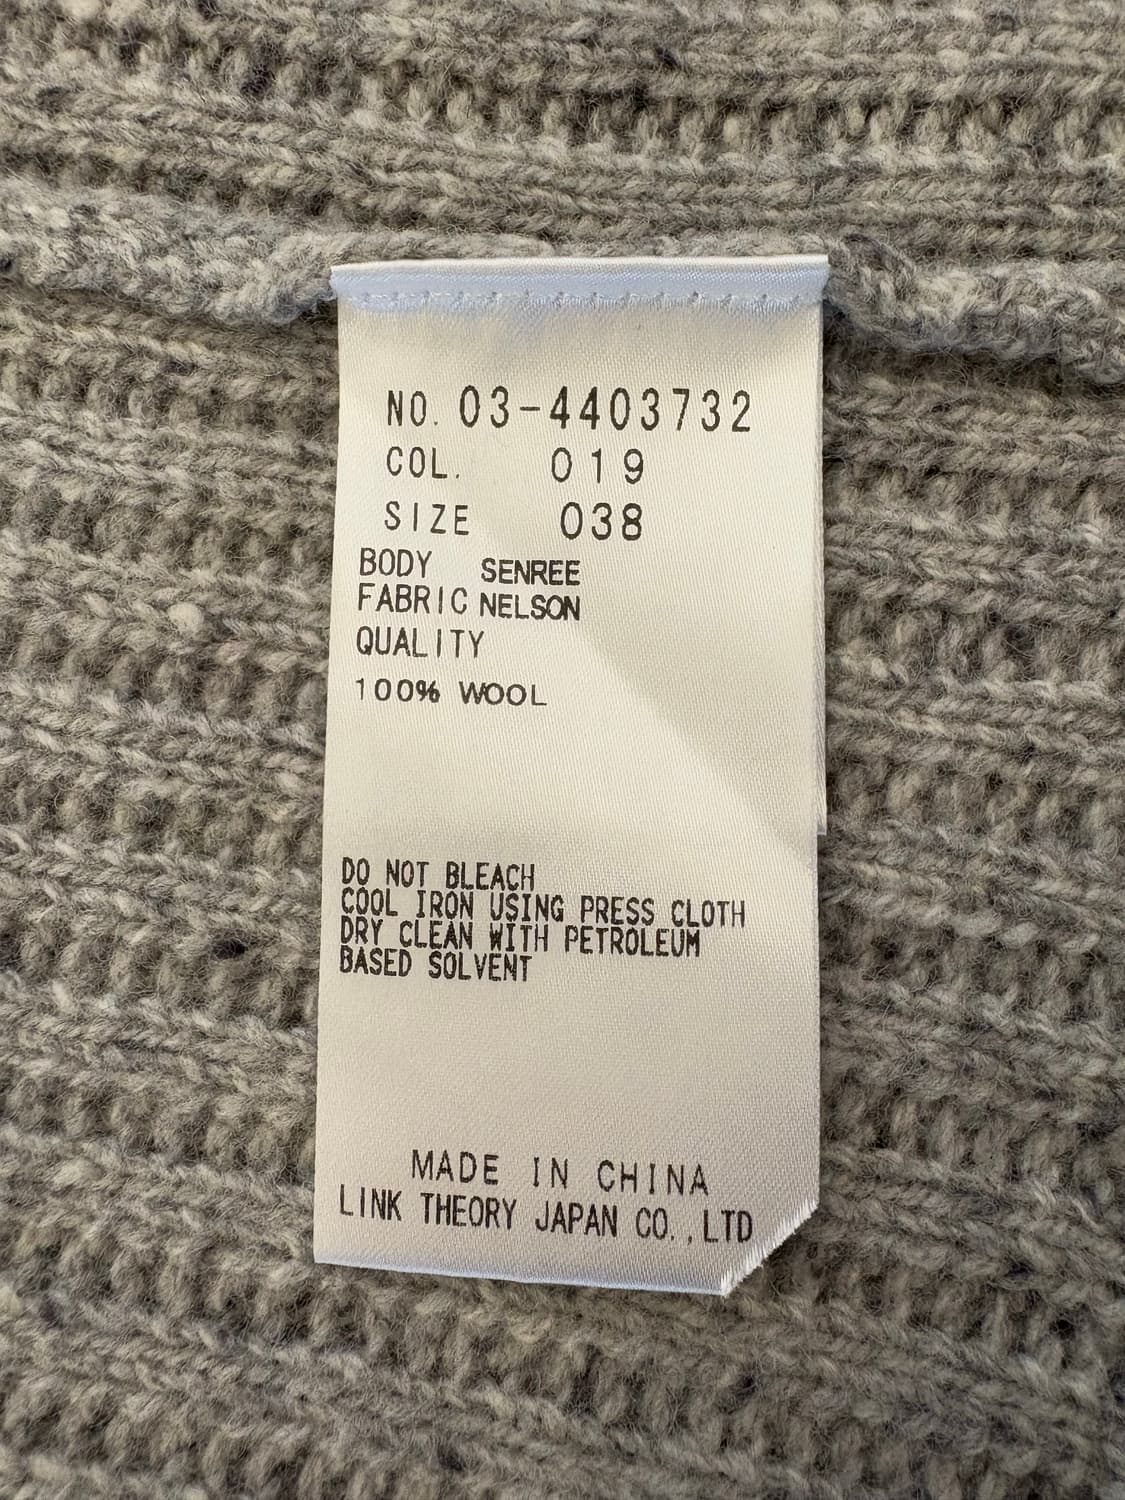 NO. 03-4403732
COL. 019
SIZE 038
BODY SENREE
FABRIC NELSON
QUALITY
100% WOOL
DO NOT BLEACH
COOL IRON USING PRESS CLOTH
DRY CLEAN WITH PETROLEUM
BASED SOLVENT
MADE IN CHINA
LINK THEORY JAPAN CO.,LTD